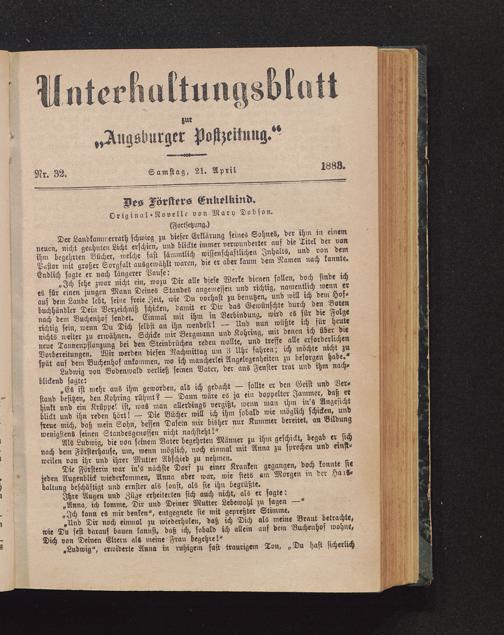 Unterhaltungsblatt
zur
„Augsburger Postzeitung."
Nr. 32. Samstag, 21. April 1883.
Des Försters Enkelkind.
Original-Novelle von Mary Dobson.
(Fortsetzung.)
Der Landkammerrath schwieg zu dieser Erklärung seines Sohnes, der ihm in einem
neuen, nicht geahnten Licht erschien, und blickte immer verwunderter auf die Titel der von
ihm begehrten Bücher, welche fast sämmtlich wissenschaftlichen Inhalts, und von dem
Pastor mit großer Sorgfalt ausgewählt waren, die er aber kaum dem Namen nach kannte.
Endlich sagte er nach längerer Pause:
„Ich sehe zwar nicht ein, wozu Dir alle diese Werke dienen sollen, doch finde ich
es für einen jungen Mann Deines Standes angemessen und richtig, namentlich wenn er
auf dem Lande lebt, seine freie Zeit, wie Du vorhast zu benutzen, und will ich dem Hof-
buchhändler Dein Verzeichniß schicken, damit er Dir das Gewünschte durch den Boten
nach dem Buchenhof sendet. Einmal mit ihm in Verbindung, wird es für die Folge
richtig sein, wenn Du Dich selbst an ihn wendest! — Und nun wüßte ich für heute
nichts weiter zu erwähnen. Schicke mir Bergmann und Kohring, mit denen ich über die
neue Tannenpflanzung bei den Steinbrüchen reden wollte, und treffe alle erforderlichen
Vorbereitungen. Wir werden diesen Nachmittag um 3 Uhr fahren; ich möchte nicht zu
spät auf den Buchenhof ankommen, wo ich mancherlei Angelegenheiten zu besorgen habe."
Ludwig von Bodenwald verließ seinen Vater, der ans Fenster trat und ihm nach-
blickend sagte:
„Es ist mehr aus ihm geworden, als ich gedacht — sollte er den Geist und Ver-
stand besitzen, den Kohring rühmt? — Dann wäre es ja ein doppelter Jammer, daß er
hinkt und ein Krüppel ist, was man allerdings vergißt, wenn man ihm in's Angesicht
blickt und ihn reden hört! — Die Bücher will ich ihm sobald wie möglich schicken, und
freue mich, daß mein Sohn, dessen Dasein mir bisher nur Kummer bereitet, an Bildung
wenigstens seinen Standesgenossen nicht nachsteht!"
Als Ludwig, die von seinem Vater begehrten Männer zu ihm geschickt, begab er sich
nach dem Försterhause, um, wenn möglich, noch einmal mit Anna zu sprechen und einst-
weilen von ihr und ihrer Mutter Abschied zu nehmen.
Die Försterin war in's nächste Dorf zu einer Kranken gegangen, doch konnte sie
jeden Augenblick wiederkommen, Anna aber war, wie stets am Morgen in der Haus-
haltung beschäftigt und ernster als sonst, als sie ihn begrüßte.
Ihre Augen und Züge erheiterten sich auch nicht, als er sagte:
„Anna, ich komme, Dir und Deiner Mutter Lebewohl zu sagen —"
„Ich kann es mir denken", entgegnete sie mit gepreßter Stimme.
„Und Dir noch einmal zu wiederholen, daß ich Dich als meine Braut betrachte,
wie Du fest darauf bauen kannst, daß ich, sobald ich allein auf dem Buchenhof wohne,
Dich von Deinen Eltern als meine Frau begehre!"
„Ludwig", erwiderte Anna in ruhigem fast traurigem Ton, „Du hast sicherlich